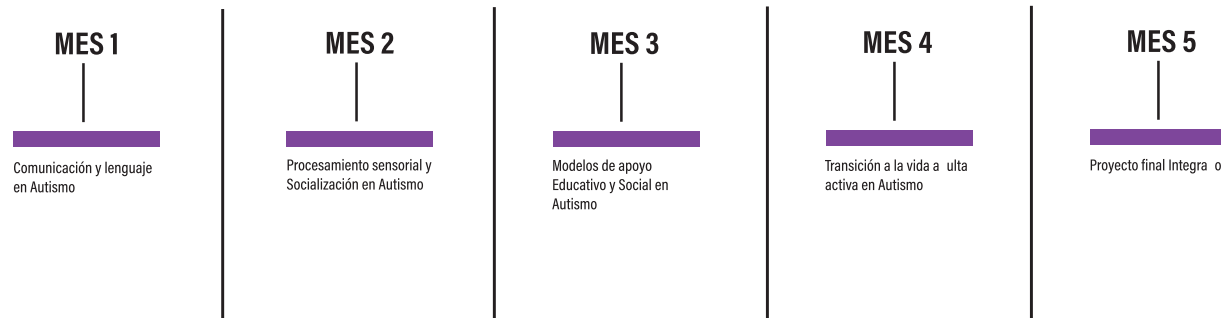 MES 1
Comunicación y lenguaje
en Autismo
MES 2
Procesamiento sensorial y
Socialización en Autismo
MES 3
Modelos de apoyo
Educativo y Social en
Autismo
MES 4
Transición a la vida a ulta
activa en Autismo
MES 5
Proyecto final Integra o